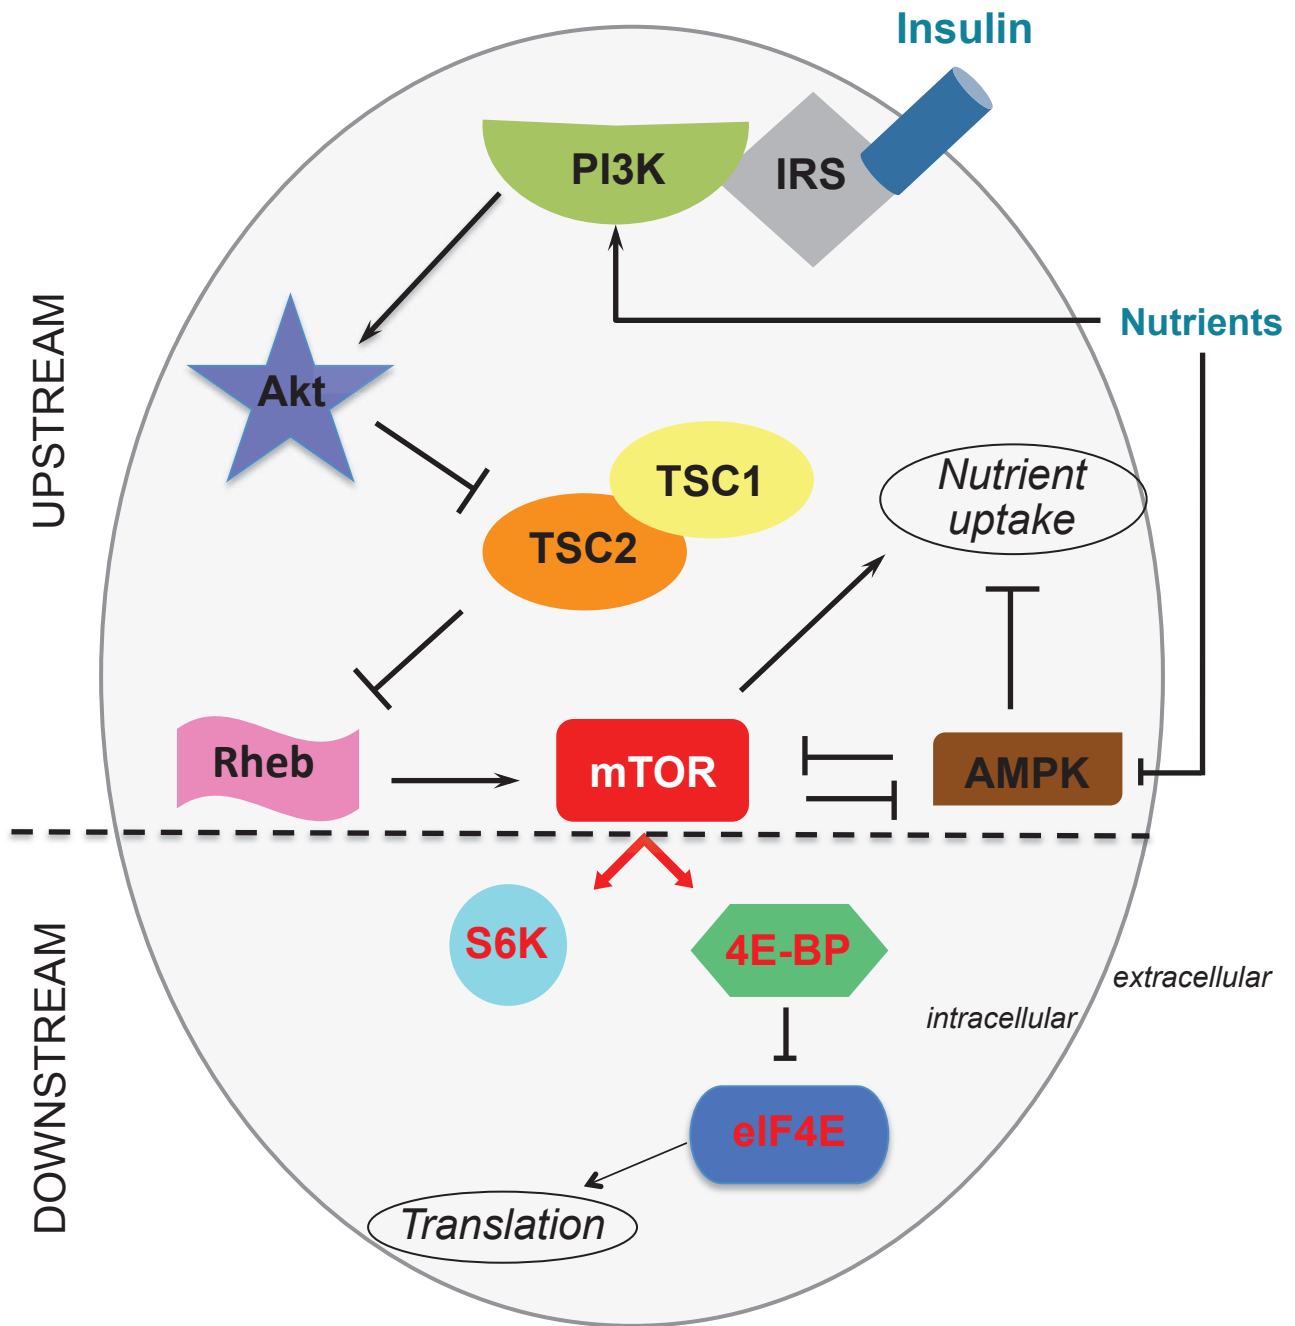 Insulin
PI3K
IRS
Nutrients
UPSTREAM
Akt
TSC1
TSC2
Nutrient
uptake
Rheb
mTOR
AMPK
S6K
4E-BP
extracellular
intracellular
DOWNSTREAM
eIF4E
Translation